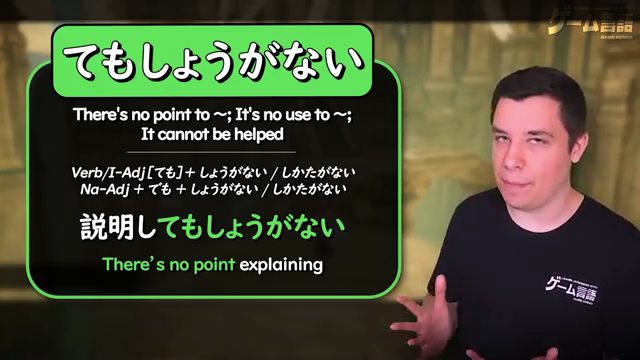 てもしょうがない
There's no point to ～; It's no use to ～;
It cannot be helped
Verb/I-Adj［ても］+ しょうがない / しかたがない
Na-Adj + でも + しょうがない / しかたがない
説明してもしょうがない
There's no point explaining
ゲーム言語
ゲーム言語